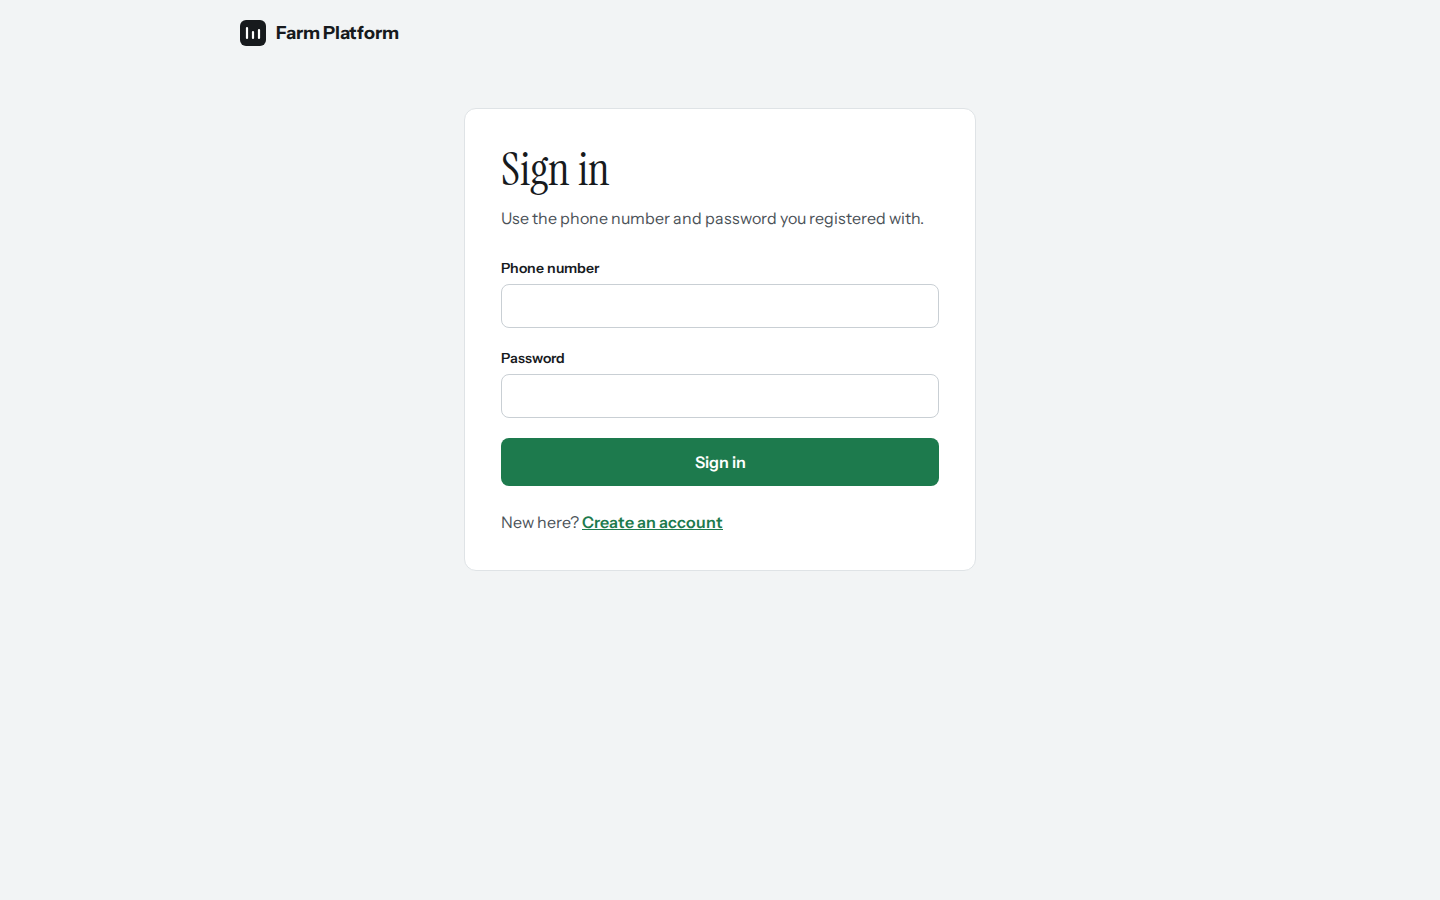 Farm Platform
Sign in
Use the phone number and password you registered with.
Phone number
Password
Sign in
New here? Create an account